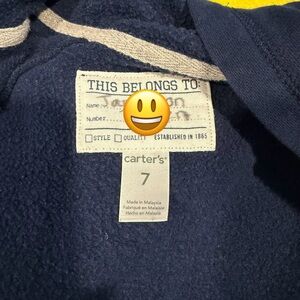 THIS BELONGS TO:
Name:
Number:
STYLE QUALITY ESTABLISHED IN 1865
carter's
7
Made in Malaysia
Fabriqué en Malaisie
Hecho en Malasia